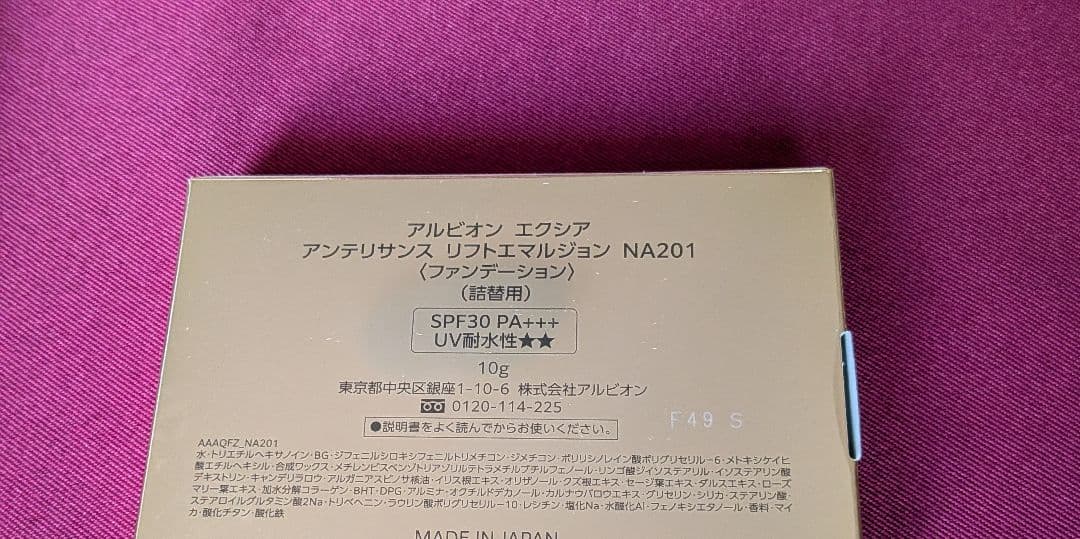 アルビオン エクシア
アンテリサンス リフトエマルジョン NA201
〈ファンデーション〉
(詰替用)
SPF30 PA+++
UV耐水性★★
10g
東京都中央区銀座1-10-6 株式会社アルビオン
0120-114-225
●説明書をよく読んでからお使いください。
F49 S
AAAQFZ_NA201
水・トリエチルヘキサノイン・BG・ジフェニルシロキシフェニルトリメチコン・ジメチコン・ポリリシノレイン酸ポリグリセリル-6・メトキシケイヒ
酸エチルヘキシル・合成ワックス・メチレンビスベンゾトリアゾリルテトラメチルブチルフェノール・リンゴ酸ジイソステアリル・イソステアリン酸
デキストリン・キャンデリラロウ・アルガニアスピノサ核油・イリス根エキス・オリザノール・クズ根エキス・セージ葉エキス・ダルスエキス・ローズ
マリー葉エキス・加水分解コラーゲン・BHT・DPG・アルミナ・オクチルドデカノール・カルナウバロウエキス・グリセリン・シリカ・ステアリン酸・
ステアロイルグルタミン酸2Na・トリベヘニン・ラウリン酸ポリグリセリル-10・レシチン・塩化Na・水酸化Al・フェノキシエタノール・香料・マイ
カ・酸化チタン・酸化鉄
MADE IN JAPAN